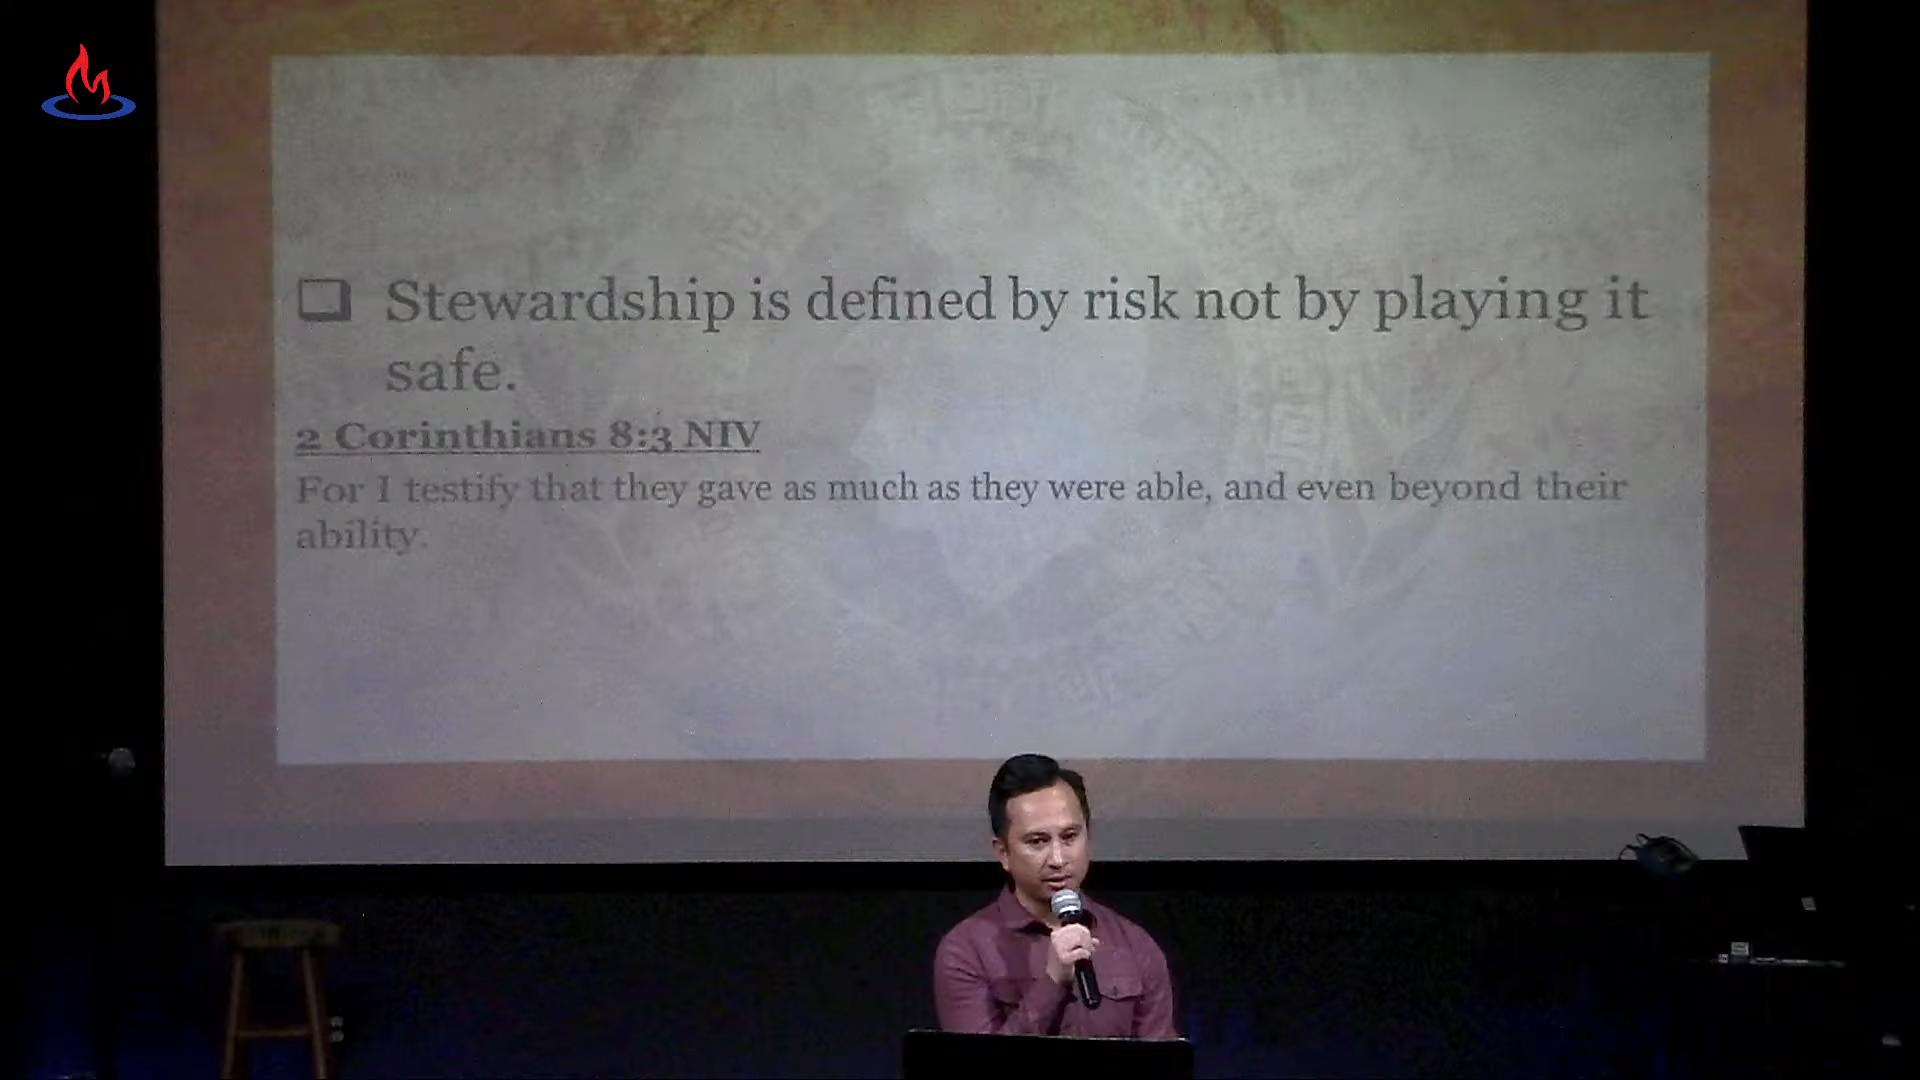 Stewardship is defined by risk not by playing it
safe.
2 Corinthians 8:3 NIV
For I testify that they gave as much as they were able, and even beyond their
ability.